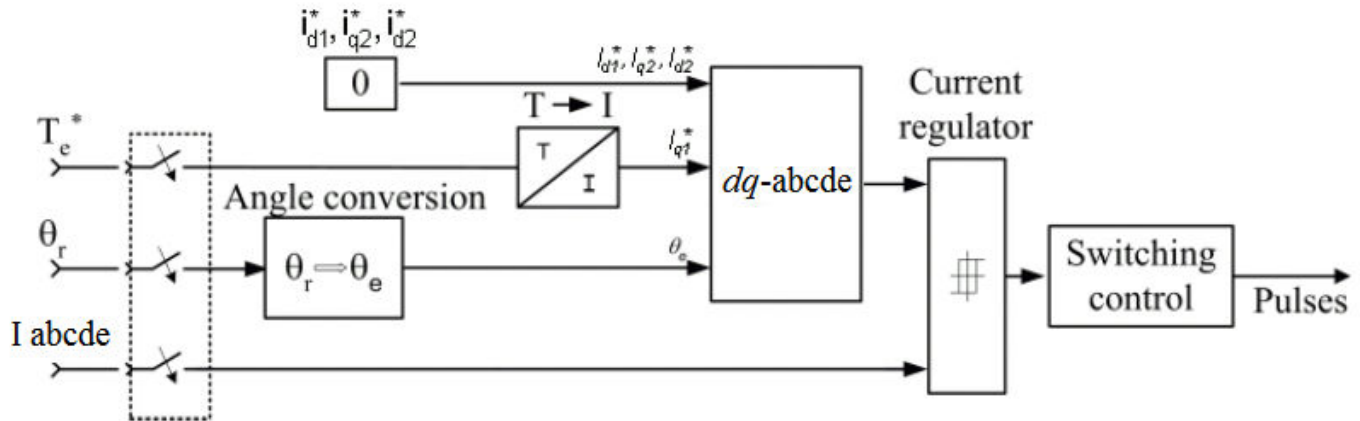 i*d1, i*q2, i*d2
0
I*d1, I*q2, I*d2
T → I
T
I
Te*
I*q1
dq-abcde
Current
regulator
Angle conversion
θr
θr ⇒ θe
θe
Switching
control
Pulses
I abcde